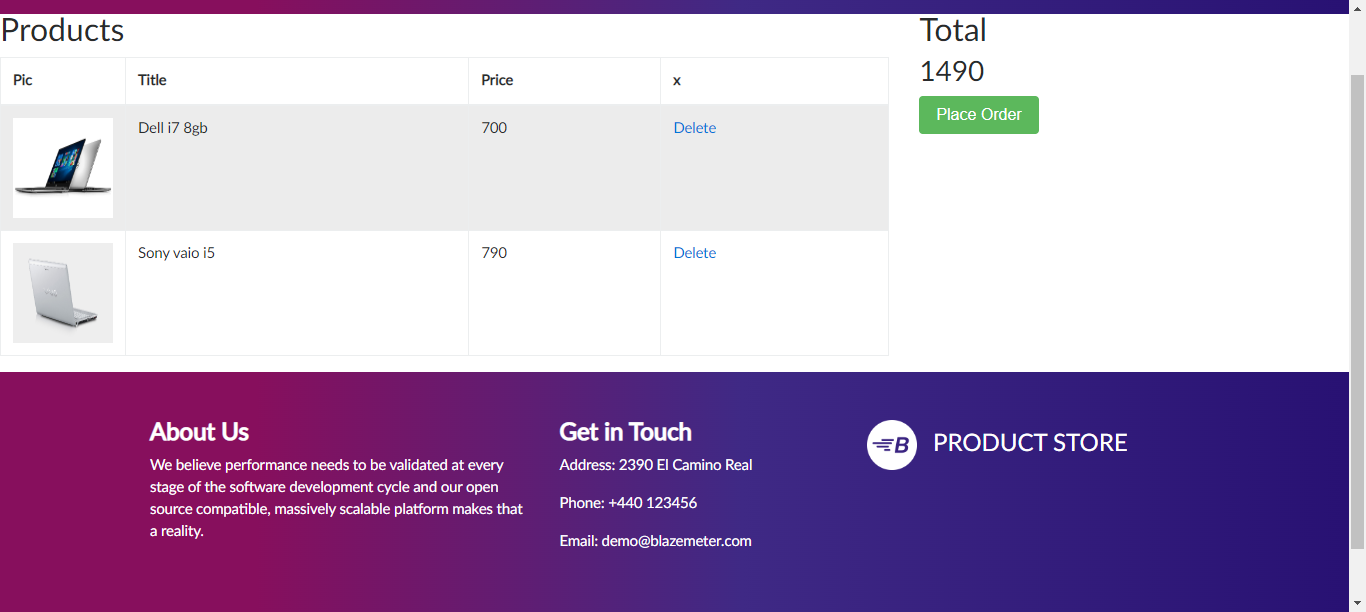 Products
Pic Title Price x
Dell i7 8gb 700 Delete
Sony vaio i5 790 Delete
Total
1490
Place Order
About Us
We believe performance needs to be validated at every
stage of the software development cycle and our open
source compatible, massively scalable platform makes that
a reality.
Get in Touch
Address: 2390 El Camino Real
Phone: +440 123456
Email: demo@blazemeter.com
B PRODUCT STORE